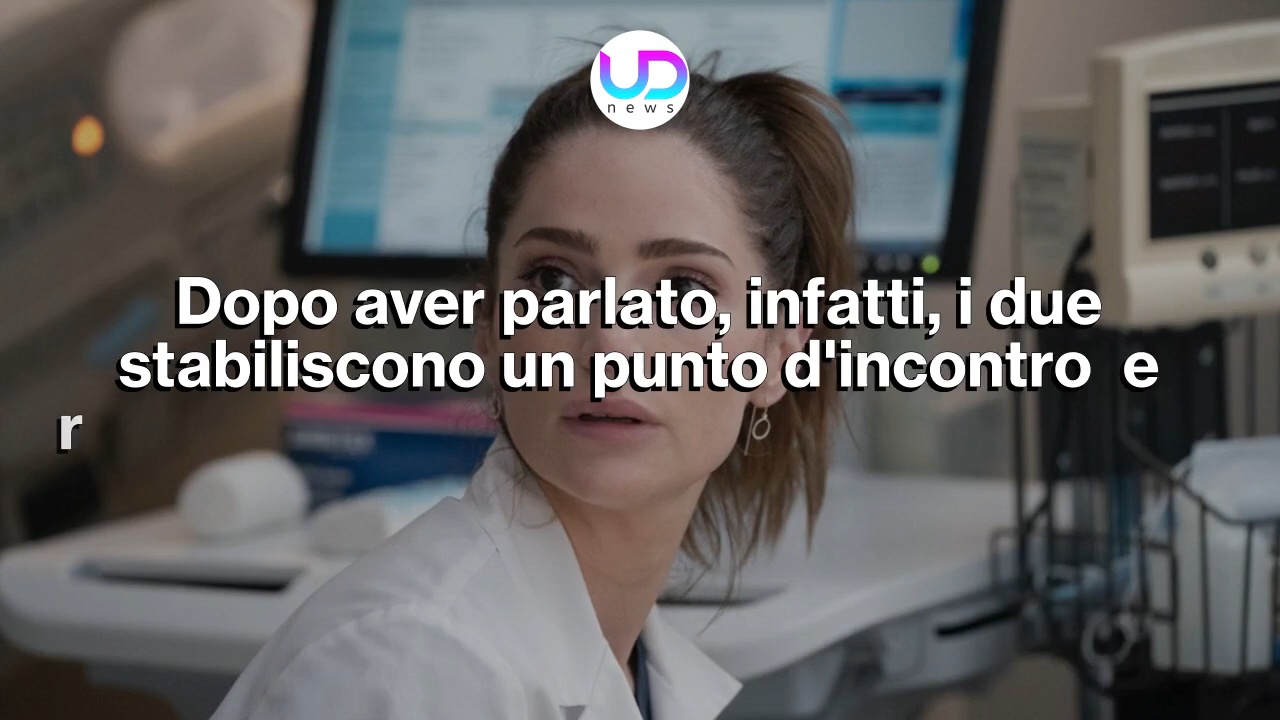 UD
news
Dopo aver parlato, infatti, i due
stabiliscono un punto d'incontro  e
r